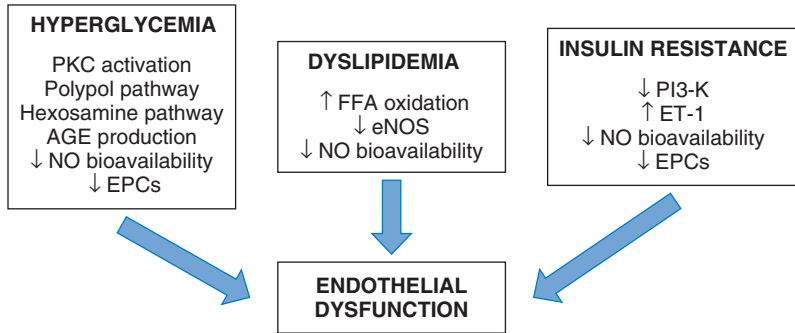 HYPERGLYCEMIA
PKC activation
Polypol pathway
Hexosamine pathway
AGE production
↓ NO bioavailability
↓ EPCs
DYSLIPIDEMIA
↑ FFA oxidation
↓ eNOS
↓ NO bioavailability
INSULIN RESISTANCE
↓ PI3-K
↑ ET-1
↓ NO bioavailability
↓ EPCs
ENDOTHELIAL
DYSFUNCTION